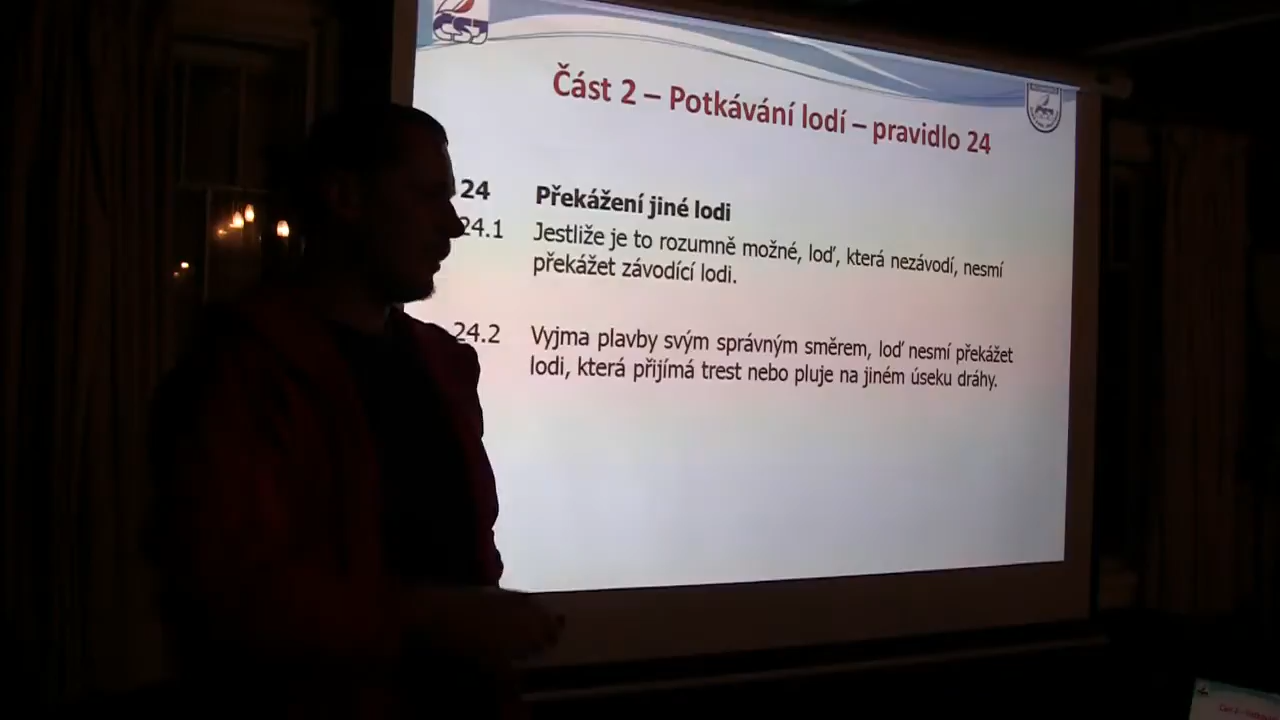 ČSJ
Část 2 – Potkávání lodí – pravidlo 24
24 Překážení jiné lodi
24.1 Jestliže je to rozumně možné, loď, která nezávodí, nesmí
překážet závodící lodi.
24.2 Vyjma plavby svým správným směrem, loď nesmí překážet
lodi, která přijímá trest nebo pluje na jiném úseku dráhy.